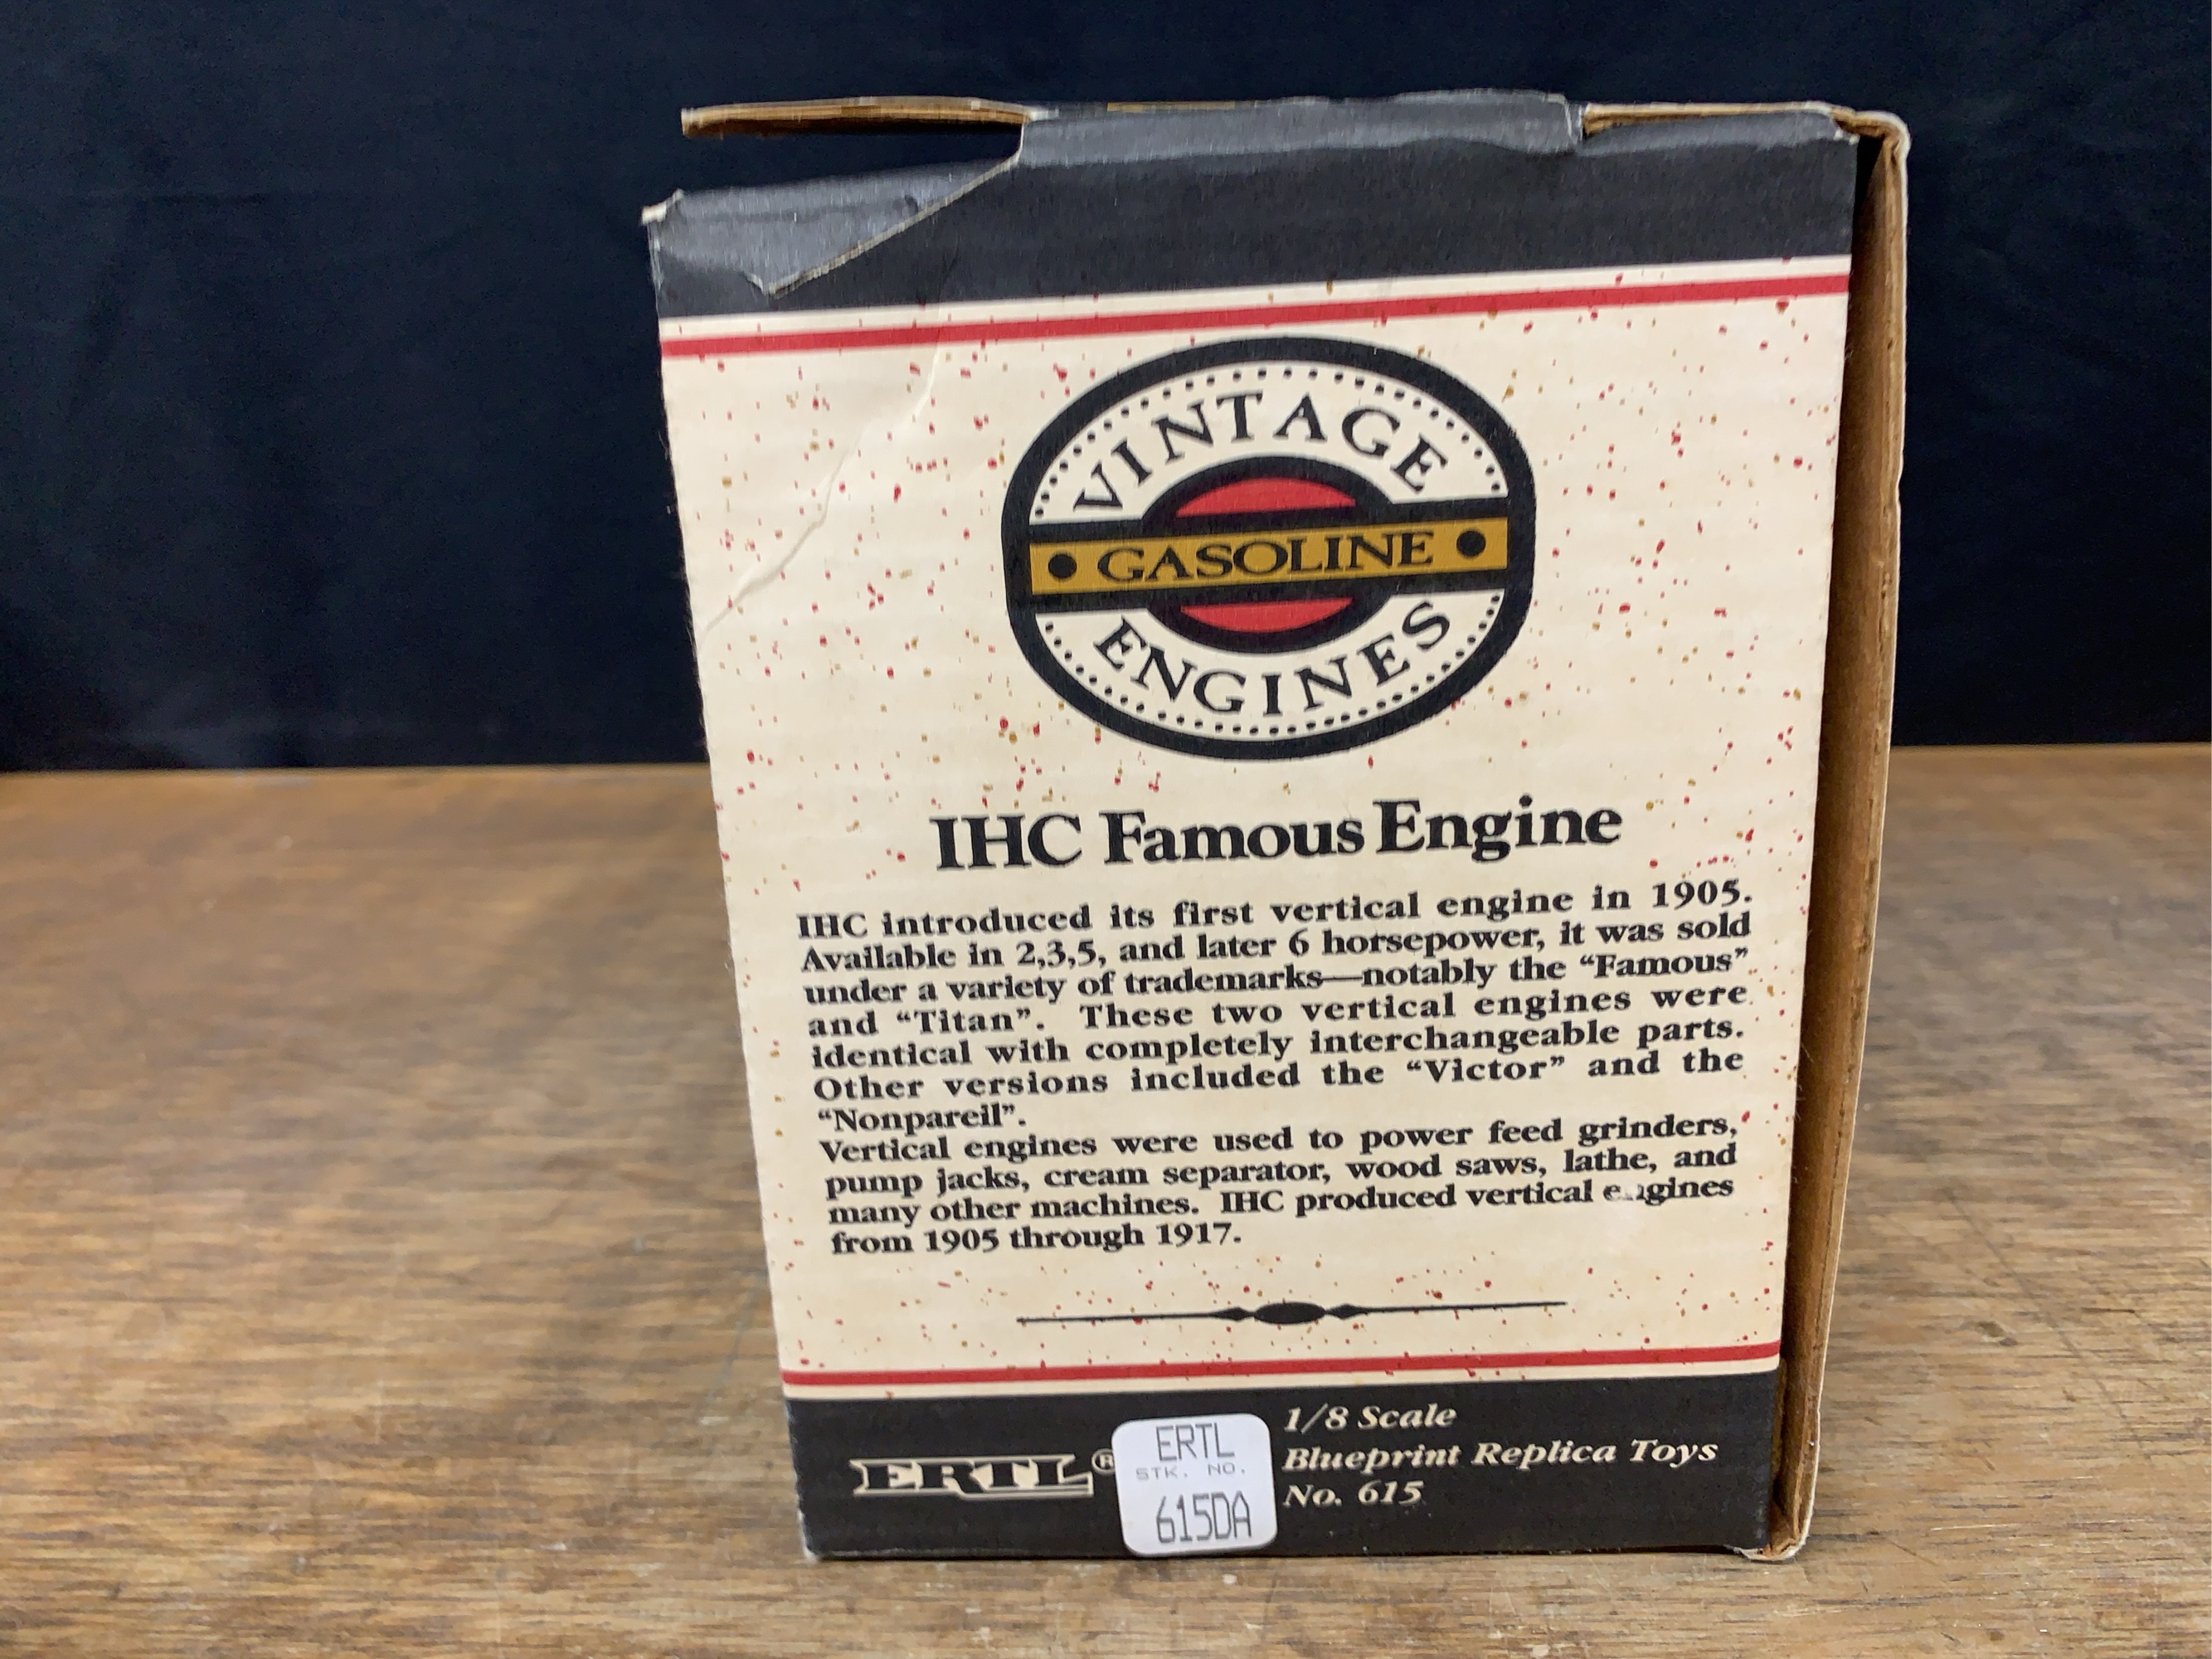 VINTAGE
• GASOLINE •
ENGINES
IHC Famous Engine
IHC introduced its first vertical engine in 1905.
Available in 2,3,5, and later 6 horsepower, it was sold
under a variety of trademarks—notably the “Famous”
and “Titan”. These two vertical engines were
identical with completely interchangeable parts.
Other versions included the “Victor” and the
“Nonpareil”.
Vertical engines were used to power feed grinders,
pump jacks, cream separator, wood saws, lathe, and
many other machines. IHC produced vertical engines
from 1905 through 1917.
ERTL®
ERTL
STK. NO.
615DA
1/8 Scale
Blueprint Replica Toys
No. 615